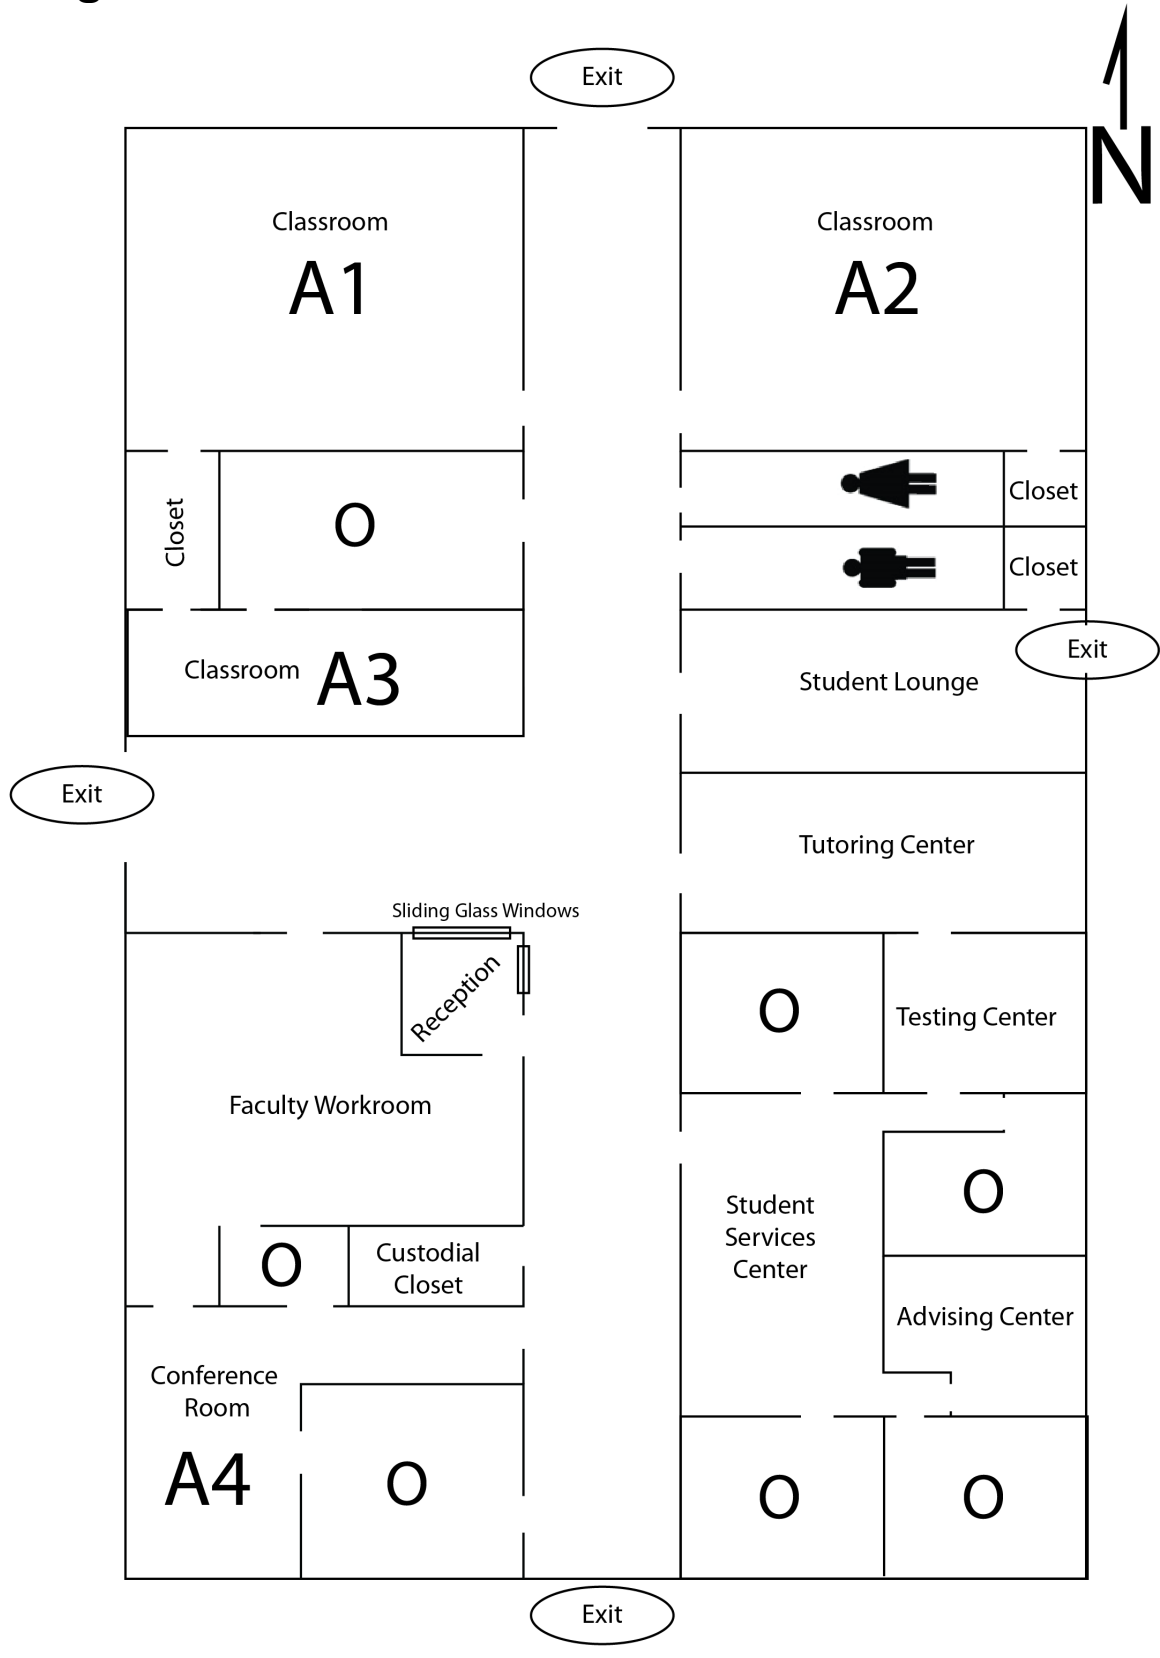 Exit
N
Classroom
A1
Classroom
A2
Closet
O
Closet
Closet
Exit
Classroom A3
Student Lounge
Exit
Tutoring Center
Sliding Glass Windows
Reception
O
Testing Center
Faculty Workroom
O
Student
Services
Center
O
Custodial
Closet
Advising Center
Conference
Room
A4
O
O
O
Exit